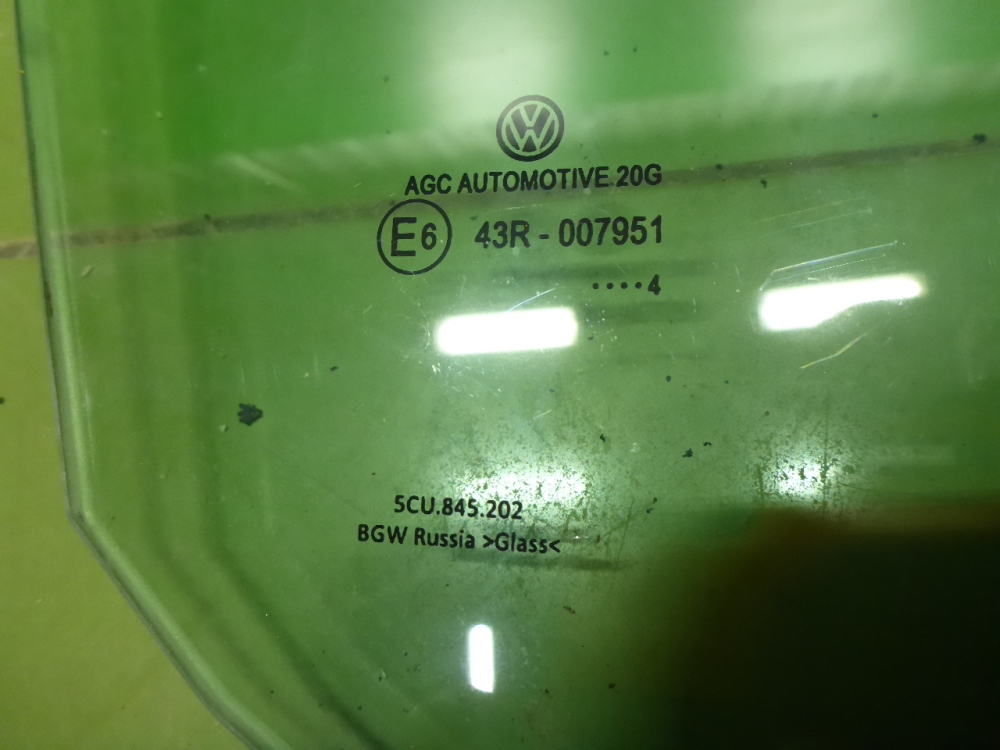 AGC AUTOMOTIVE 20G
E6 43R - 007951
....4
5CU.845.202
BGW Russia >Glass<